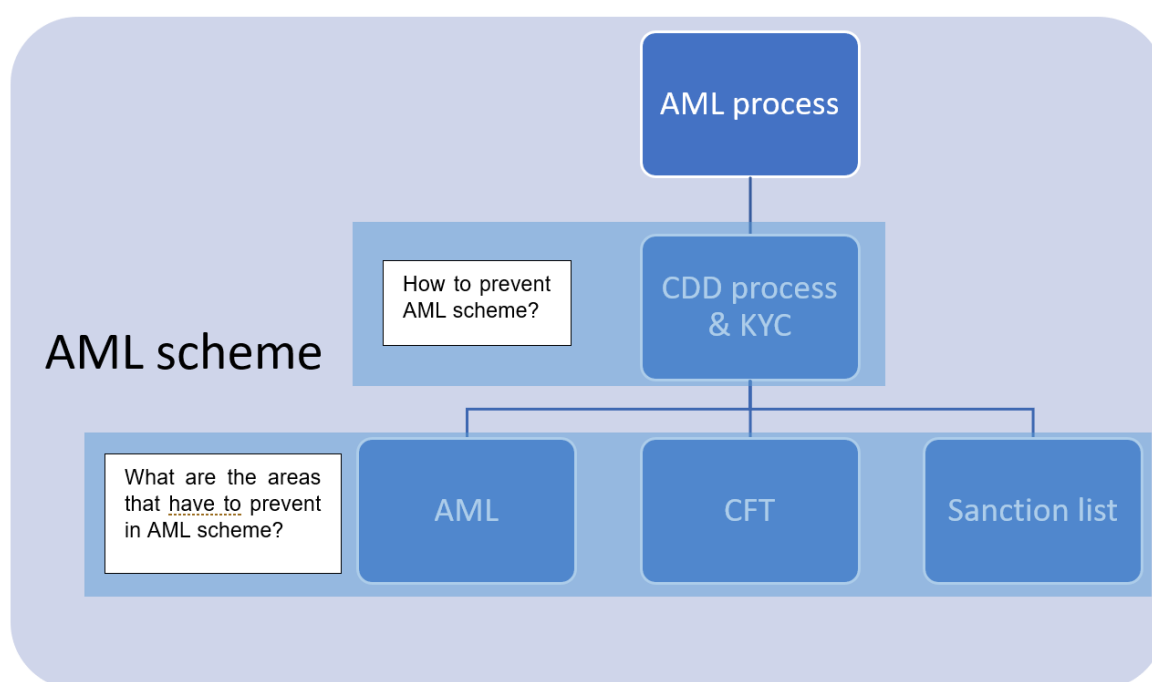 AML process
How to prevent
AML scheme?
CDD process
& KYC
AML scheme
What are the areas
that have to prevent
in AML scheme?
AML
CFT
Sanction list